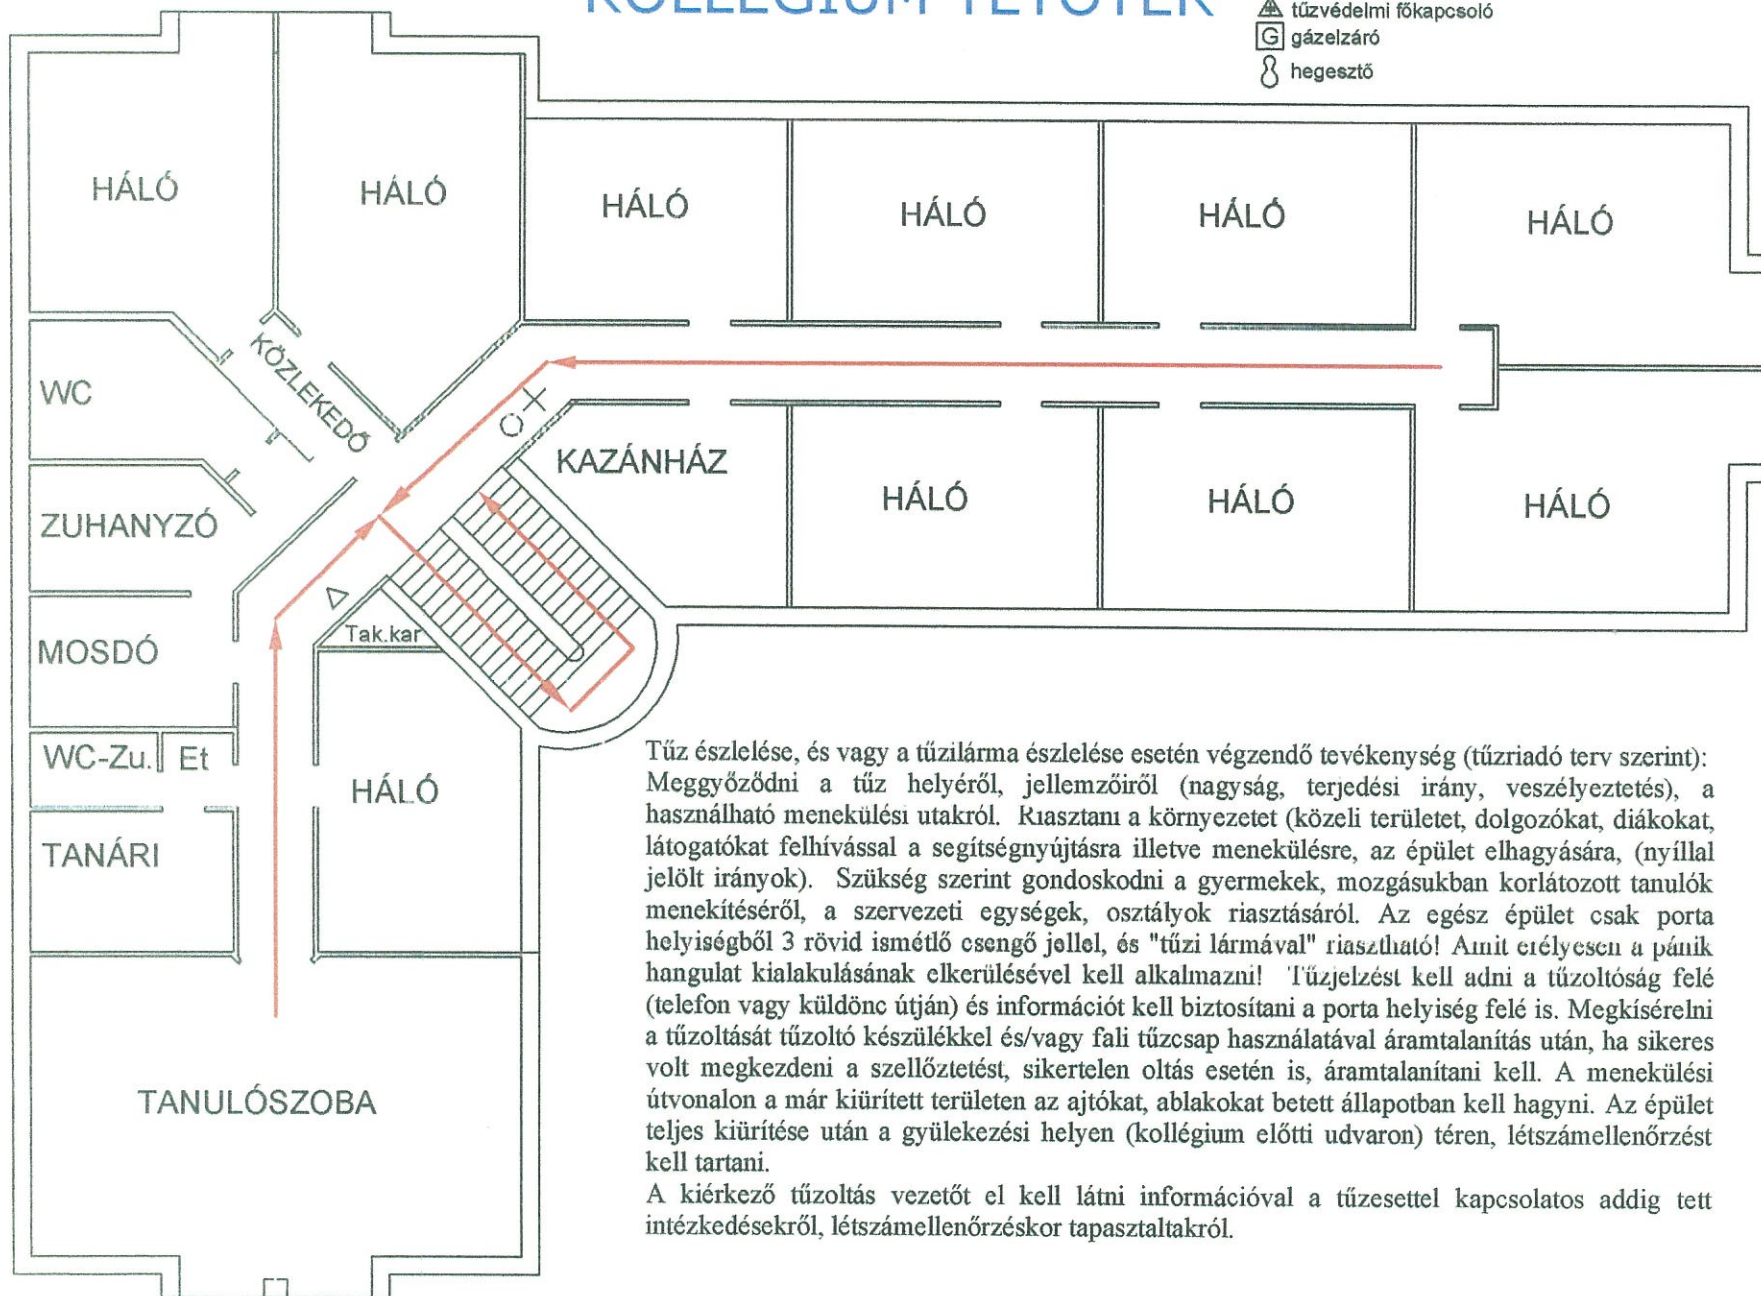 KOLLÉGIUM TETŐTÉR
tűzvédelmi főkapcsoló
G gázelzáró
hegesztő
HÁLÓ
HÁLÓ
HÁLÓ
HÁLÓ
HÁLÓ
HÁLÓ
KÖZLEKEDŐ
WC
KAZÁNHÁZ
HÁLÓ
HÁLÓ
HÁLÓ
ZUHANYZÓ
Tak.kar
MOSDÓ
WC-Zu.
Et
HÁLÓ
TANÁRI
TANULÓSZOBA
Tűz észlelése, és vagy a tűzilárma észlelése esetén végzendő tevékenység (tűzriadó terv szerint):
Meggyőződni a tűz helyéről, jellemzőiről (nagyság, terjedési irány, veszélyeztetés), a
használható menekülési utakról. Riasztani a környezetet (közeli területet, dolgozókat, diákokat,
látogatókat felhívással a segítségnyújtásra illetve menekülésre, az épület elhagyására, (nyíllal
jelölt irányok). Szükség szerint gondoskodni a gyermekek, mozgásukban korlátozott tanulók
menekítéséről, a szervezeti egységek, osztályok riasztásáról. Az egész épület csak porta
helyiségből 3 rövid ismétlő csengő jellel, és "tűzi lármával" riasztható! Amit erélyesen a pánik
hangulat kialakulásának elkerülésével kell alkalmazni! Tűzjelzést kell adni a tűzoltóság felé
(telefon vagy küldönc útján) és információt kell biztosítani a porta helyiség felé is. Megkísérelni
a tűzoltását tűzoltó készülékkel és/vagy fali tűzcsap használatával áramtalanítás után, ha sikeres
volt megkezdeni a szellőztetést, sikertelen oltás esetén is, áramtalanítani kell. A menekülési
útvonalon a már kiürített területen az ajtókat, ablakokat betett állapotban kell hagyni. Az épület
teljes kiürítése után a gyülekezési helyen (kollégium előtti udvaron) téren, létszámellenőrzést
kell tartani.
A kiérkező tűzoltás vezetőt el kell látni információval a tűzesettel kapcsolatos addig tett
intézkedésekről, létszámellenőrzéskor tapasztaltakról.